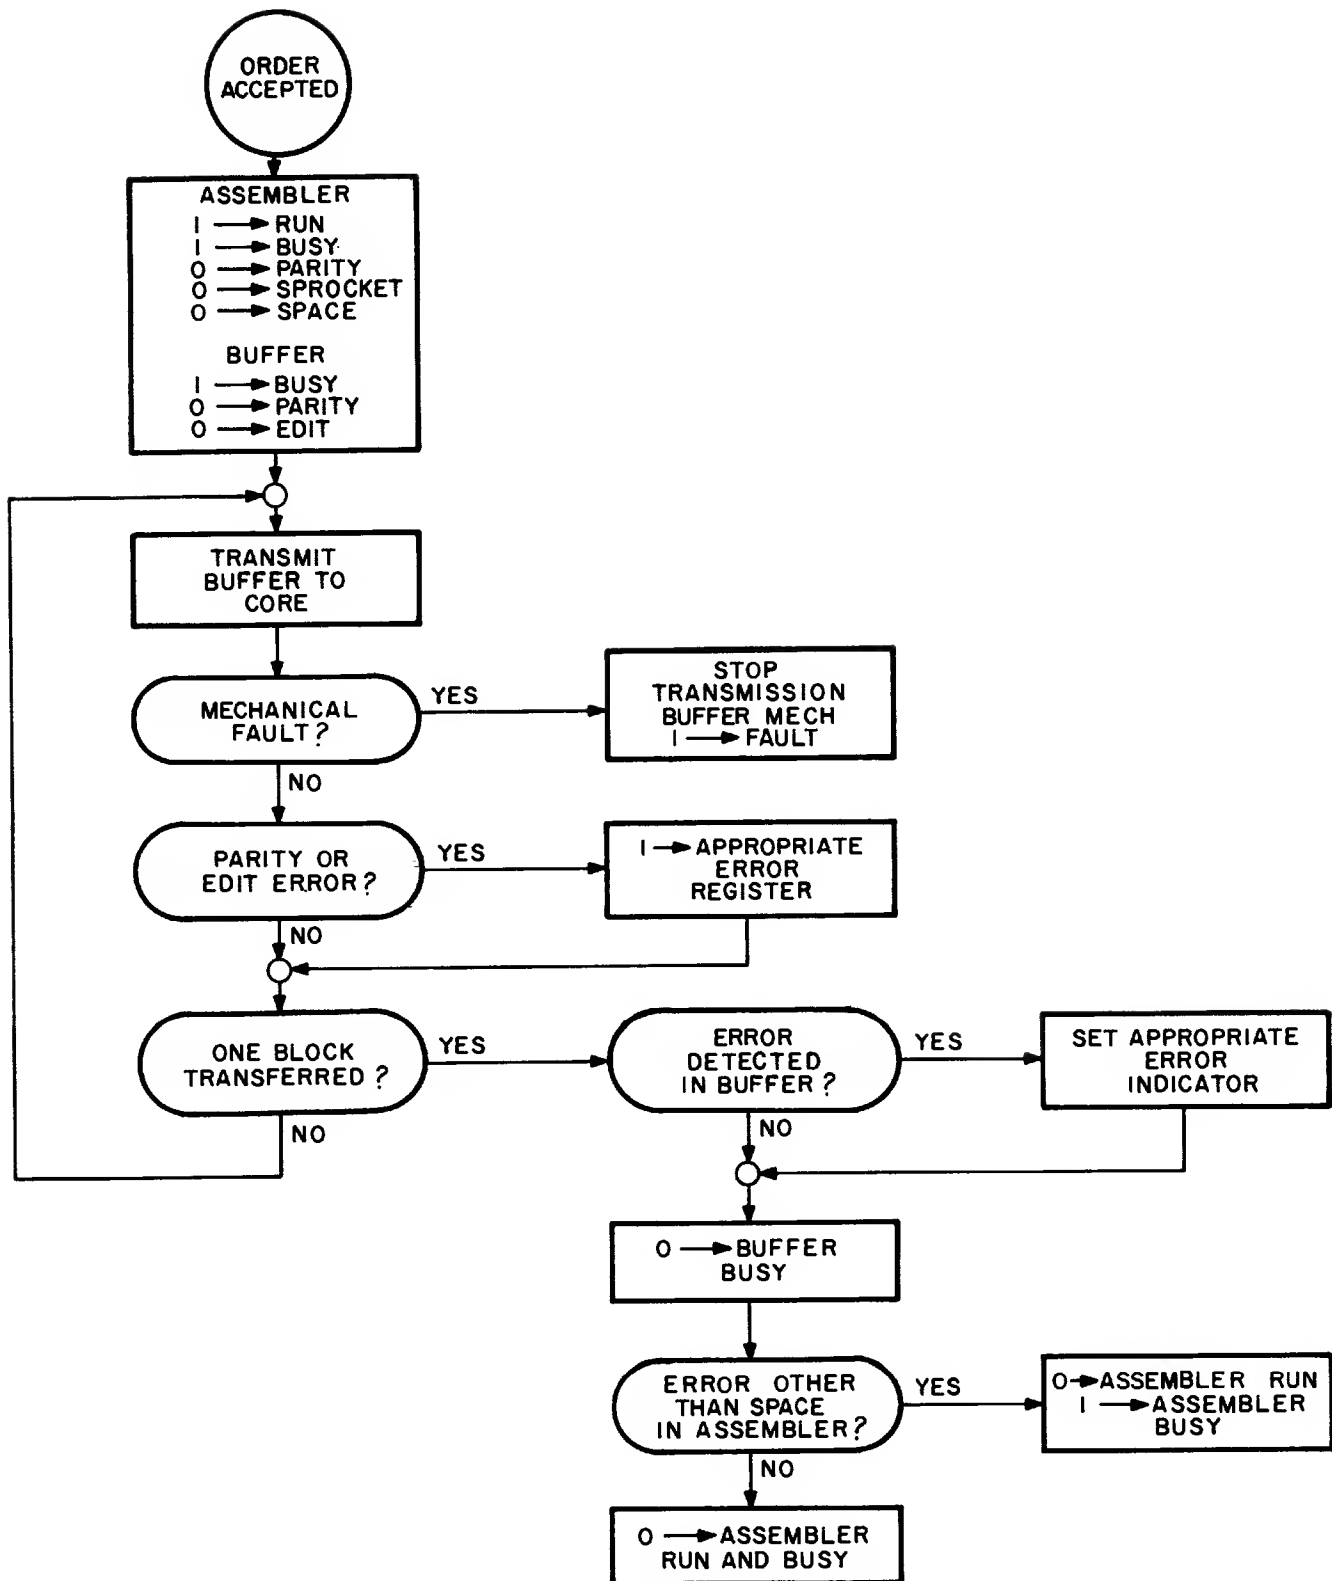 ORDER
ACCEPTED
ASSEMBLER
1 → RUN
1 → BUSY
0 → PARITY
0 → SPROCKET
0 → SPACE
BUFFER
1 → BUSY
0 → PARITY
0 → EDIT
TRANSMIT
BUFFER TO
CORE
MECHANICAL
FAULT?
YES
STOP
TRANSMISSION
BUFFER MECH
1 → FAULT
NO
PARITY OR
EDIT ERROR?
YES
1 → APPROPRIATE
ERROR
REGISTER
NO
ONE BLOCK
TRANSFERRED?
YES
ERROR
DETECTED
IN BUFFER?
YES
SET APPROPRIATE
ERROR
INDICATOR
NO
NO
0 → BUFFER
BUSY
ERROR OTHER
THAN SPACE
IN ASSEMBLER?
YES
0 → ASSEMBLER RUN
1 → ASSEMBLER
BUSY
NO
0 → ASSEMBLER
RUN AND BUSY